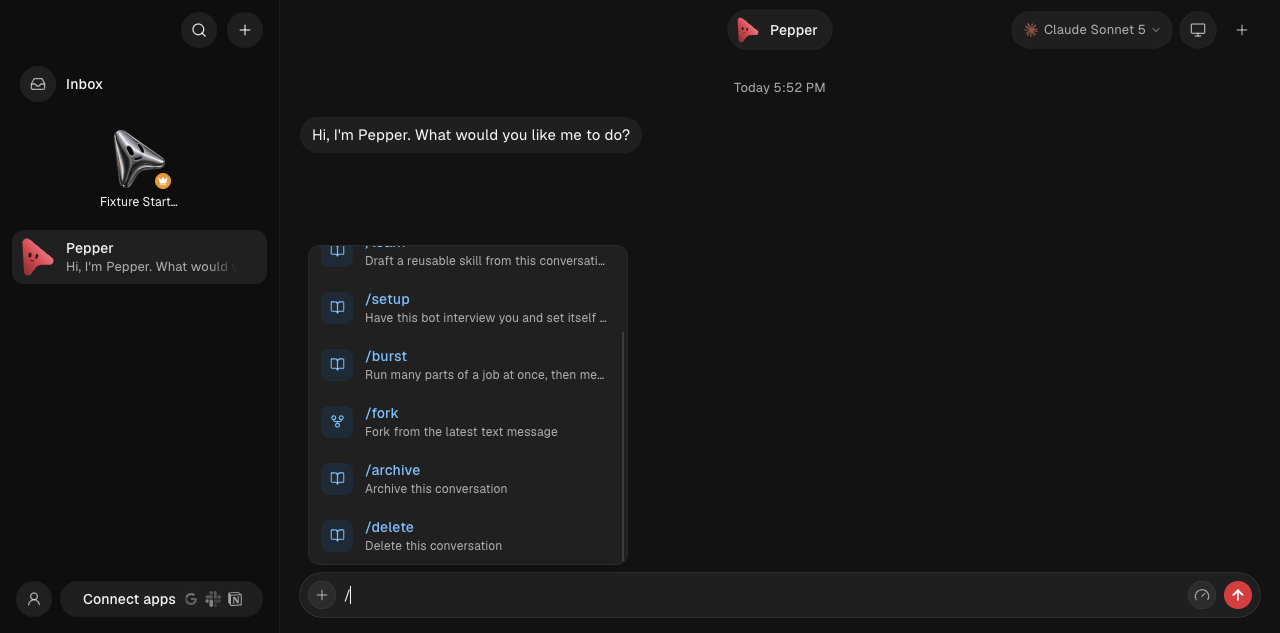 Inbox
Fixture Start...
Pepper
Hi, I'm Pepper. What would
Connect apps
Pepper
Claude Sonnet 5
Today 5:52 PM
Hi, I'm Pepper. What would you like me to do?
Draft a reusable skill from this conversati...
/setup
Have this bot interview you and set itself ...
/burst
Run many parts of a job at once, then me...
/fork
Fork from the latest text message
/archive
Archive this conversation
/delete
Delete this conversation
/